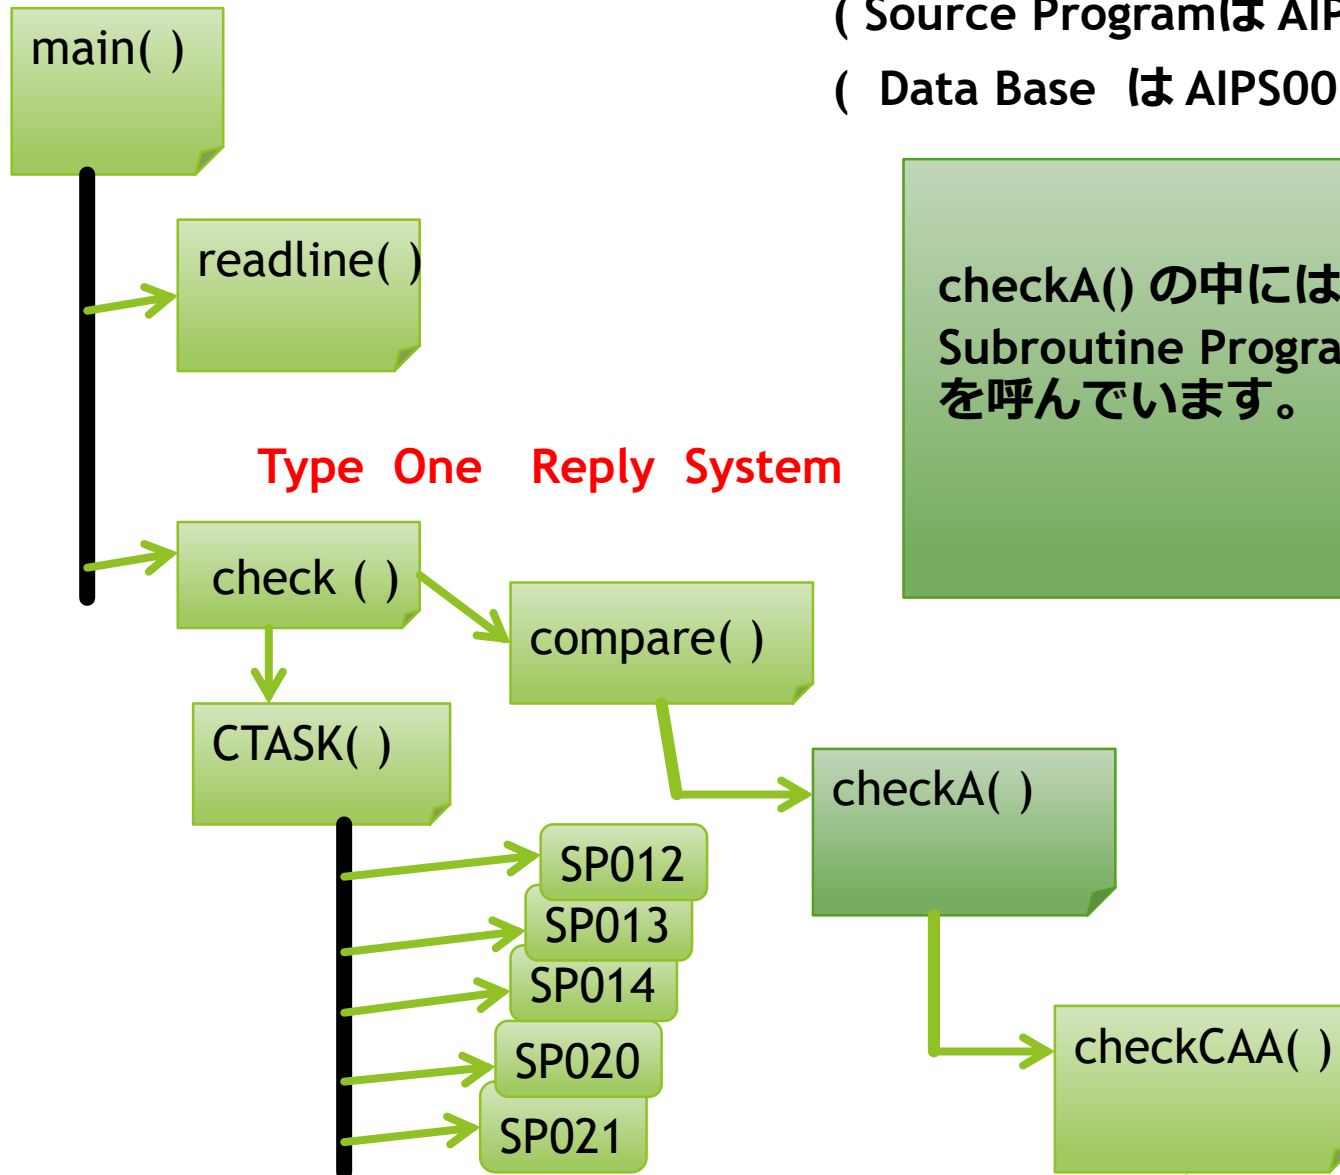 ( Source Programは AIP
( Data Base は AIPS00
main( )
readline( )
checkA() の中には
Subroutine Progra
を呼んでいます。
Type One Reply System
check ( )
compare( )
CTASK( )
checkA( )
SP012
SP013
SP014
SP020
SP021
checkCAA( )